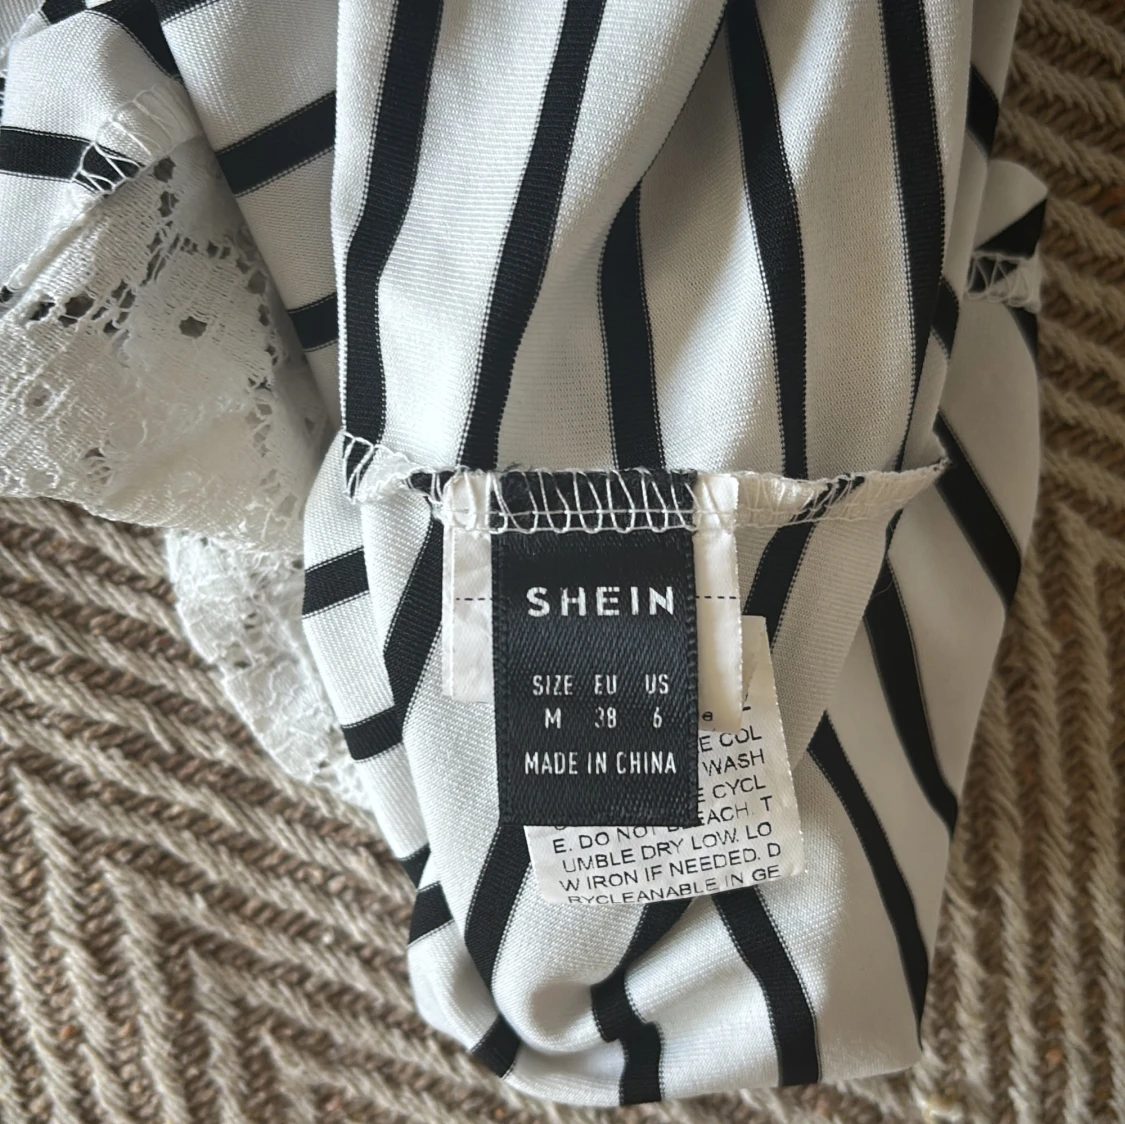 SHEIN
SIZE EU US
M 38 6
MADE IN CHINA
e
E COL
WASH
E CYCL
E. DO NOT BLEACH. T
UMBLE DRY LOW. LO
W IRON IF NEEDED. D
RYCLEANABLE IN GE